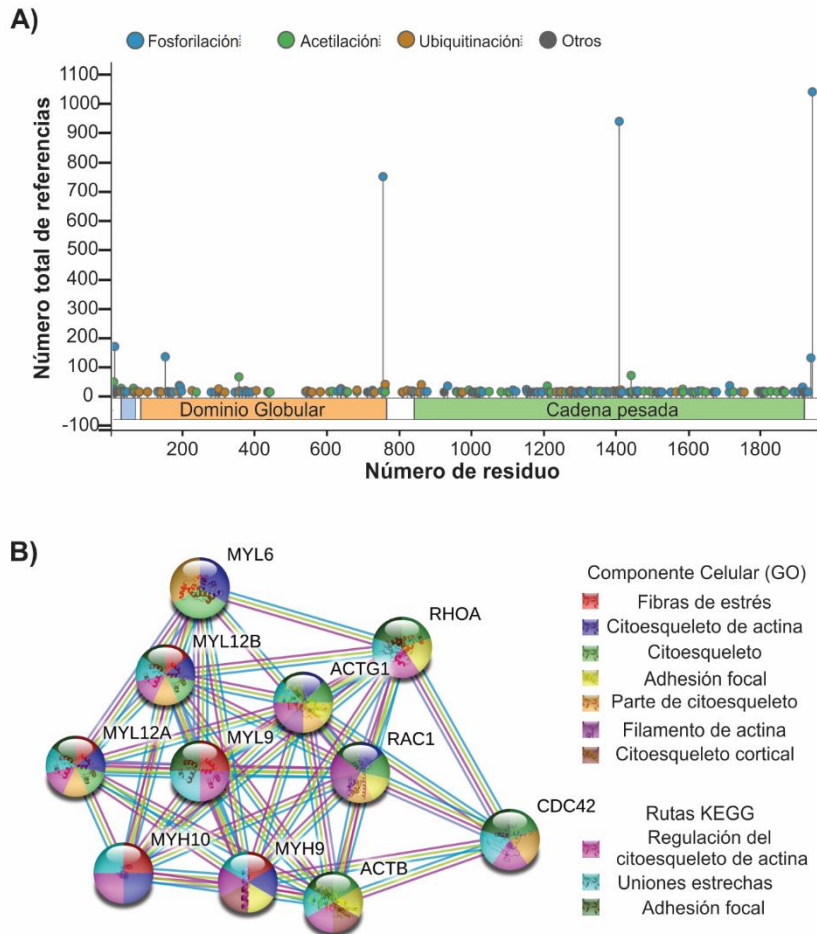 A)
Fosforilación
Acetilación
Ubiquitinación
Otros
Número total de referencias
1100
1000
900
800
700
600
500
400
300
200
100
0
-100
Dominio Globular
Cadena pesada
200
400
600
800
1000
1200
1400
1600
1800
Número de residuo
B)
MYL6
MYL12B
RHOA
ACTG1
MYL12A
MYL9
RAC1
CDC42
MYH10
MYH9
ACTB
Componente Celular (GO)
Fibras de estrés
Citoesqueleto de actina
Citoesqueleto
Adhesión focal
Parte de citoesqueleto
Filamento de actina
Citoesqueleto cortical
Rutas KEGG
Regulación del
citoesqueleto de actina
Uniones estrechas
Adhesión focal